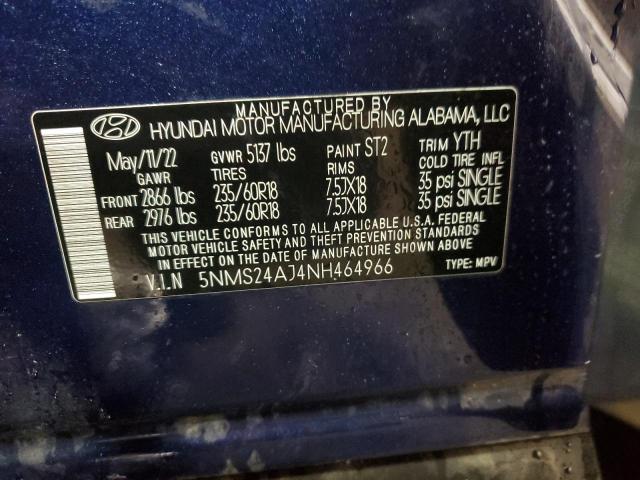 MANUFACTURED BY
HYUNDAI MOTOR MANUFACTURING ALABAMA, LLC
May/11/22 GVWR 5137 lbs PAINT ST2 TRIM YTH
GAWR TIRES RIMS COLD TIRE INFL
FRONT 2866 lbs 235/60R18 7.5JX18 35 psi SINGLE
REAR 2976 lbs 235/60R18 7.5JX18 35 psi SINGLE
THIS VEHICLE CONFORMS TO ALL APPLICABLE U.S.A. FEDERAL
MOTOR VEHICLE SAFETY AND THEFT PREVENTION STANDARDS
IN EFFECT ON THE DATE OF MANUFACTURE SHOWN ABOVE.
V.I.N 5NMS24AJ4NH464966 TYPE: MPV